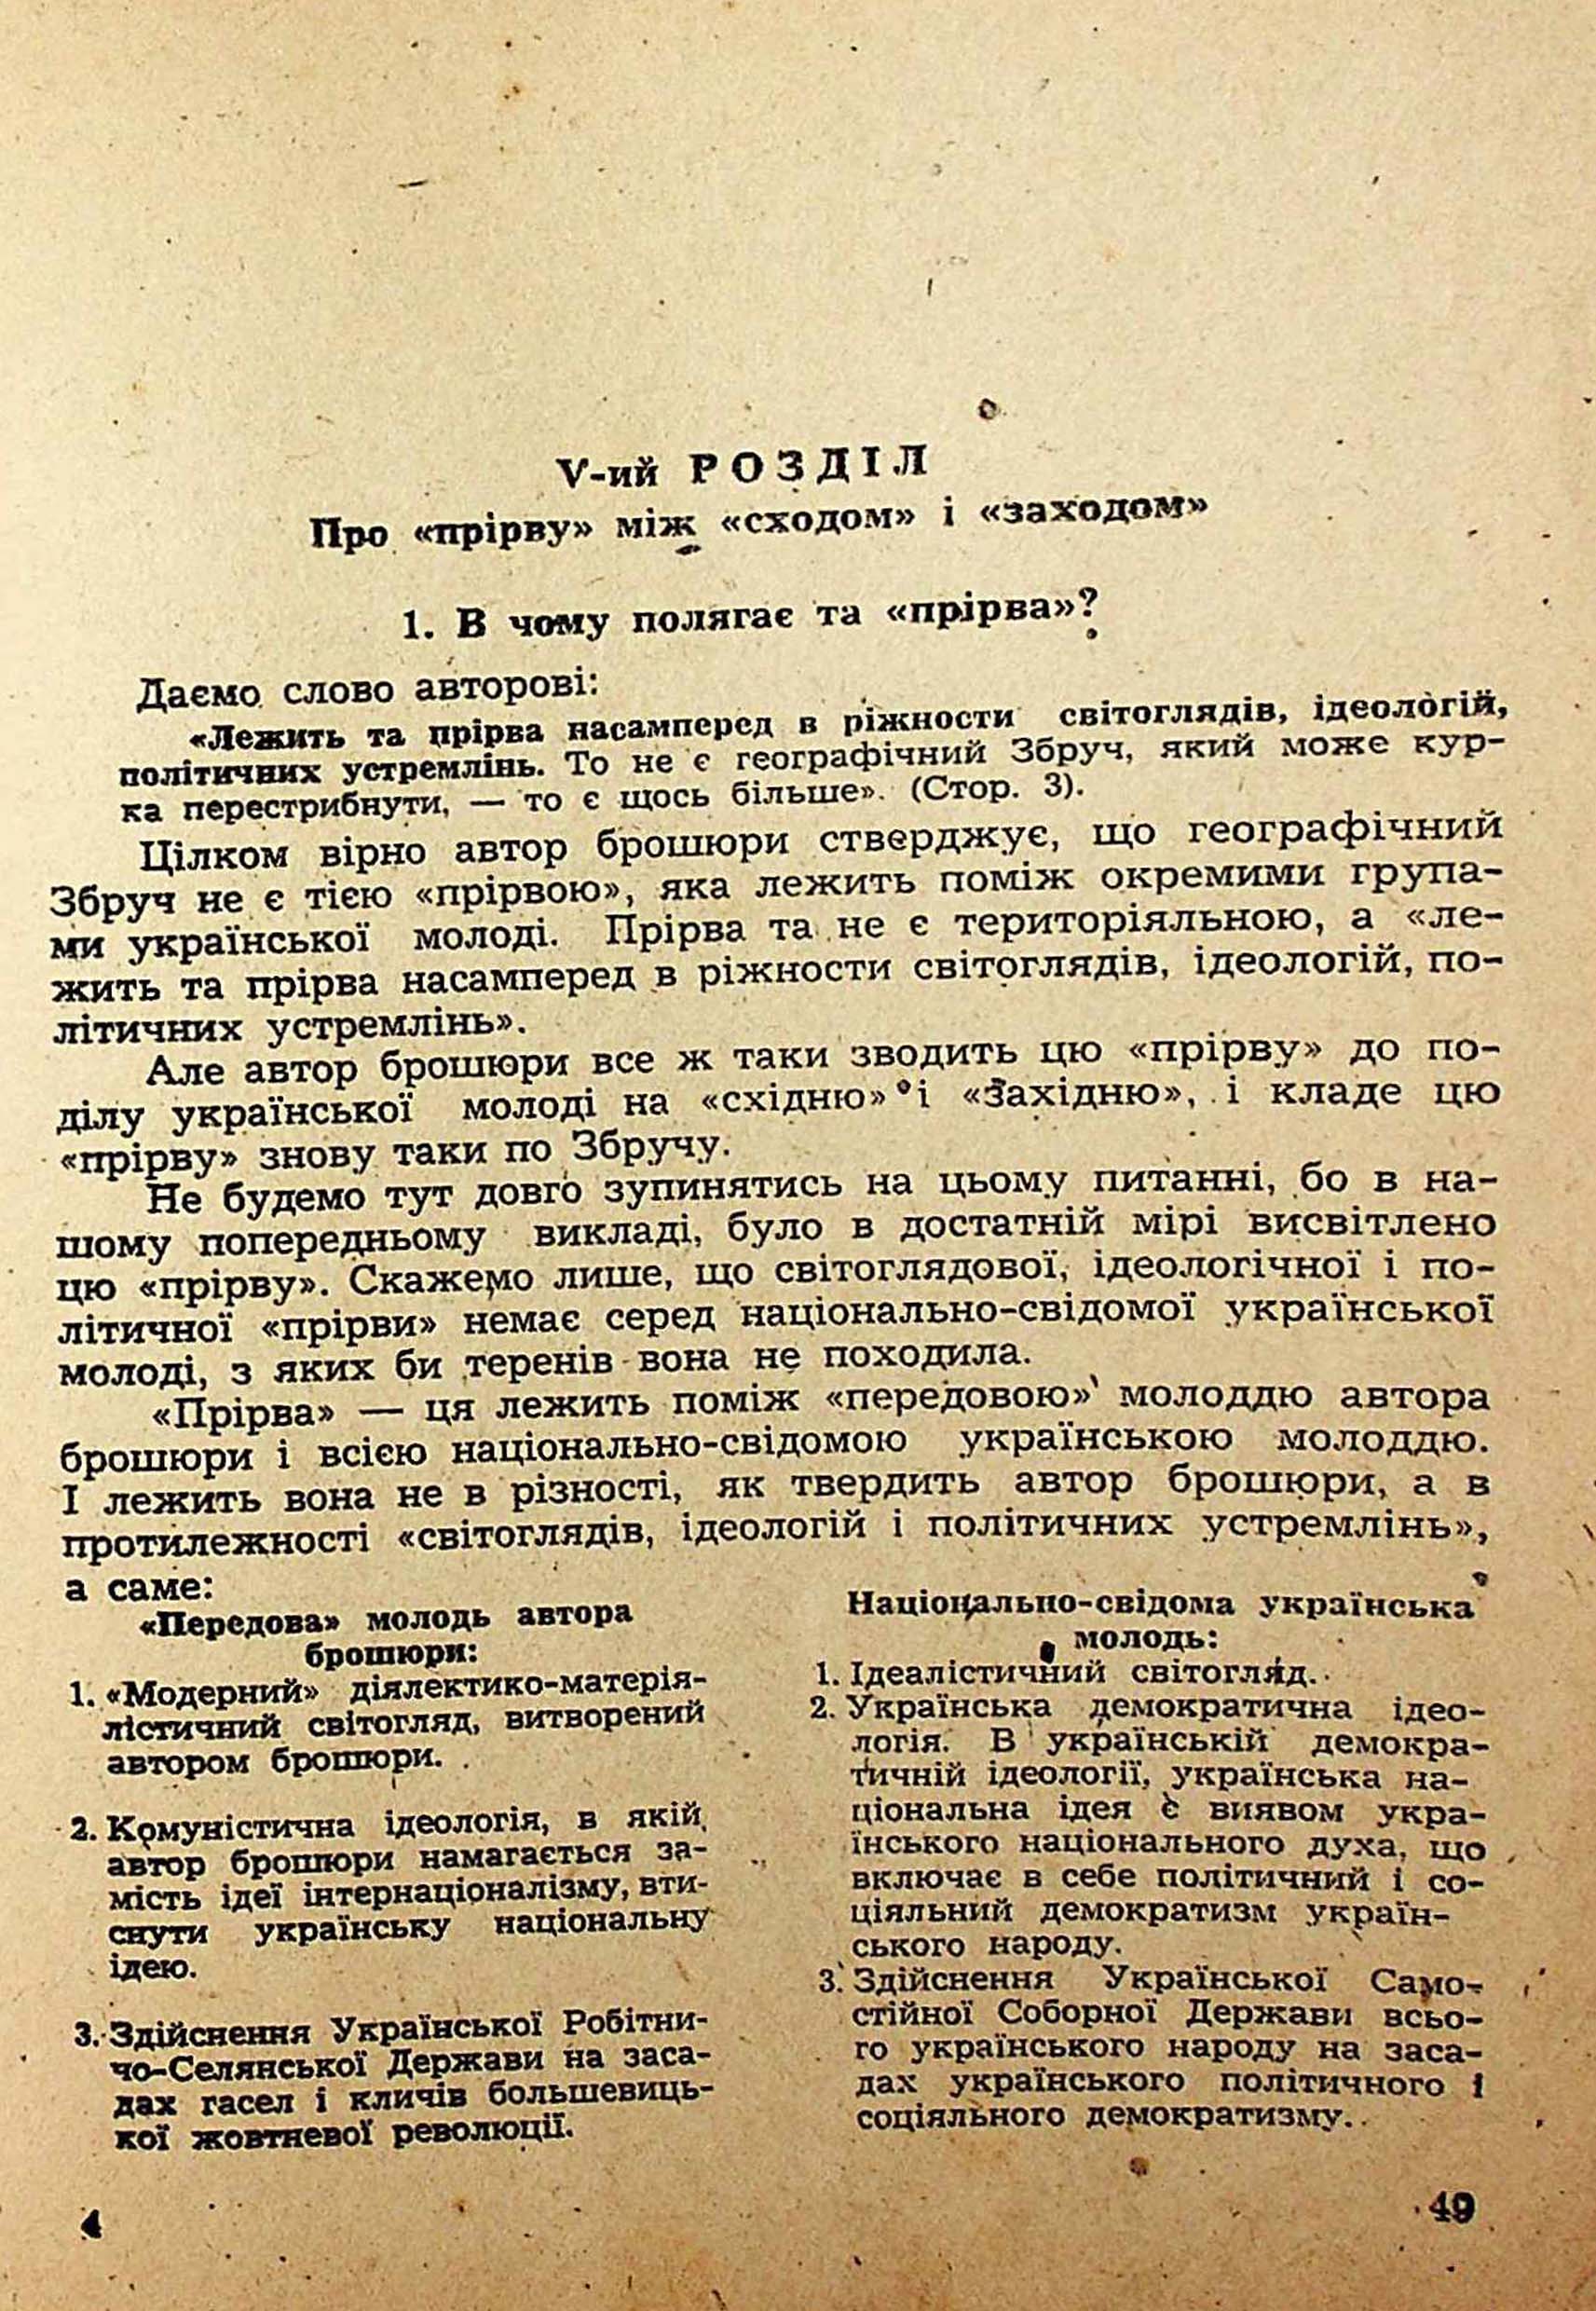 V-ий РОЗДІЛ
Про «прірву» між «сходом» і «заходом»
1. В чому полягає та «прірва»?
Даємо слово авторові:
«Лежить та прірва насамперед в ріжности світоглядів, ідеологій,
політичних устремлінь. То не є географічний Збруч, який може кур-
ка перестрибнути, — то є щось більше». (Стор. 3).
Цілком вірно автор брошюри стверджує, що географічний
Збруч не є тією «прірвою», яка лежить поміж окремими група-
ми української молоді. Прірва та не є територіяльною, а «ле-
жить та прірва насамперед в ріжности світоглядів, ідеологій, по-
літичних устремлінь».
Але автор брошюри все ж таки зводить цю «прірву» до по-
ділу української молоді на «східню» і «Західню», і кладе цю
«прірву» знову таки по Збручу.
Не будемо тут довго зупинятись на цьому питанні, бо в на-
шому попередньому викладі, було в достатній мірі висвітлено
цю «прірву». Скажемо лише, що світоглядової, ідеологічної і по-
літичної «прірви» немає серед національно-свідомої української
молоді, з яких би теренів вона не походила.
«Прірва» — ця лежить поміж «передовою» молоддю автора
брошюри і всією національно-свідомою українською молоддю.
І лежить вона не в різності, як твердить автор брошюри, а в
протилежності «світоглядів, ідеологій і політичних устремлінь»,
а саме:
«Передова» молодь автора
брошюри:
1. «Модерний» діялектико-матерія-
лістичний світогляд, витворений
автором брошюри.
2. Комуністична ідеологія, в якій
автор брошюри намагається за-
мість ідеї інтернаціоналізму, вти-
снути українську національну
ідею.
3. Здійснення Української Робітни-
чо-Селянської Держави на заса-
дах гасел і кличів большевиць-
кої жовтневої революції.
Національно-свідома українська
молодь:
1. Ідеалістичний світогляд.
2. Українська демократична ідео-
логія. В українській демокра-
тичній ідеології, українська на-
ціональна ідея є виявом укра-
їнського національного духа, що
включає в себе політичний і со-
ціяльний демократизм україн-
ського народу.
3. Здійснення Української Само-
стійної Соборної Держави всьо-
го українського народу на заса-
дах українського політичного і
соціяльного демократизму.
4
49